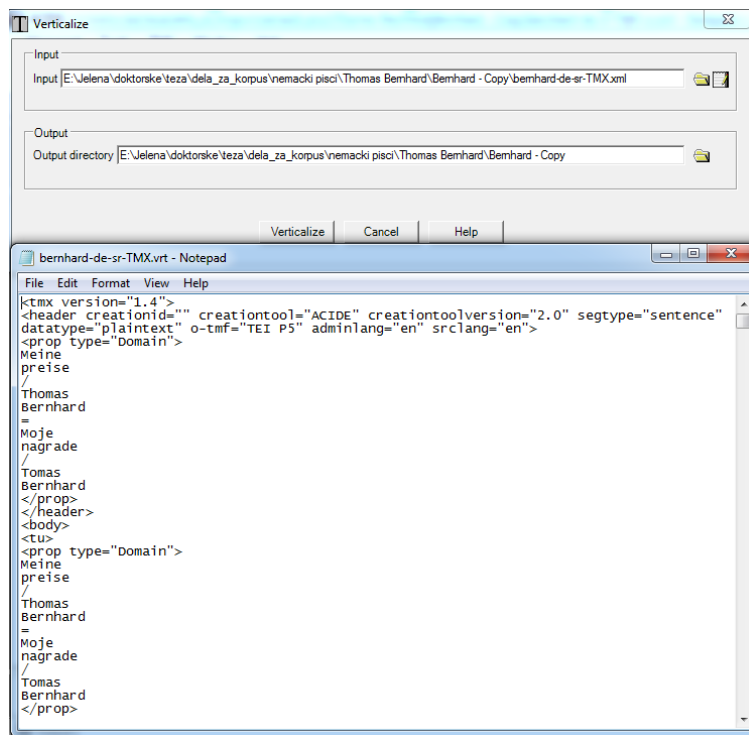 Verticalize
Input
Input E:\Jelena\doktorske\teza\dela_za_korpus\nemacki pisci\Thomas Bernhard\Bernhard - Copy\bernhard-de-sr-TMX.xml
Output
Output directory E:\Jelena\doktorske\teza\dela_za_korpus\nemacki pisci\Thomas Bernhard\Bernhard - Copy
Verticalize Cancel Help
bernhard-de-sr-TMX.vrt - Notepad
File Edit Format View Help
<tmx version="1.4">
<header creationid="" creationtool="ACIDE" creationtoolversion="2.0" segtype="sentence"
datatype="plaintext" o-tmf="TEI P5" adminlang="en" srclang="en">
<prop type="Domain">
Meine
preise
/
Thomas
Bernhard
=
Moje
nagrade
/
Tomas
Bernhard
</prop>
</header>
<body>
<tu>
<prop type="Domain">
Meine
preise
/
Thomas
Bernhard
=
Moje
nagrade
/
Tomas
Bernhard
</prop>